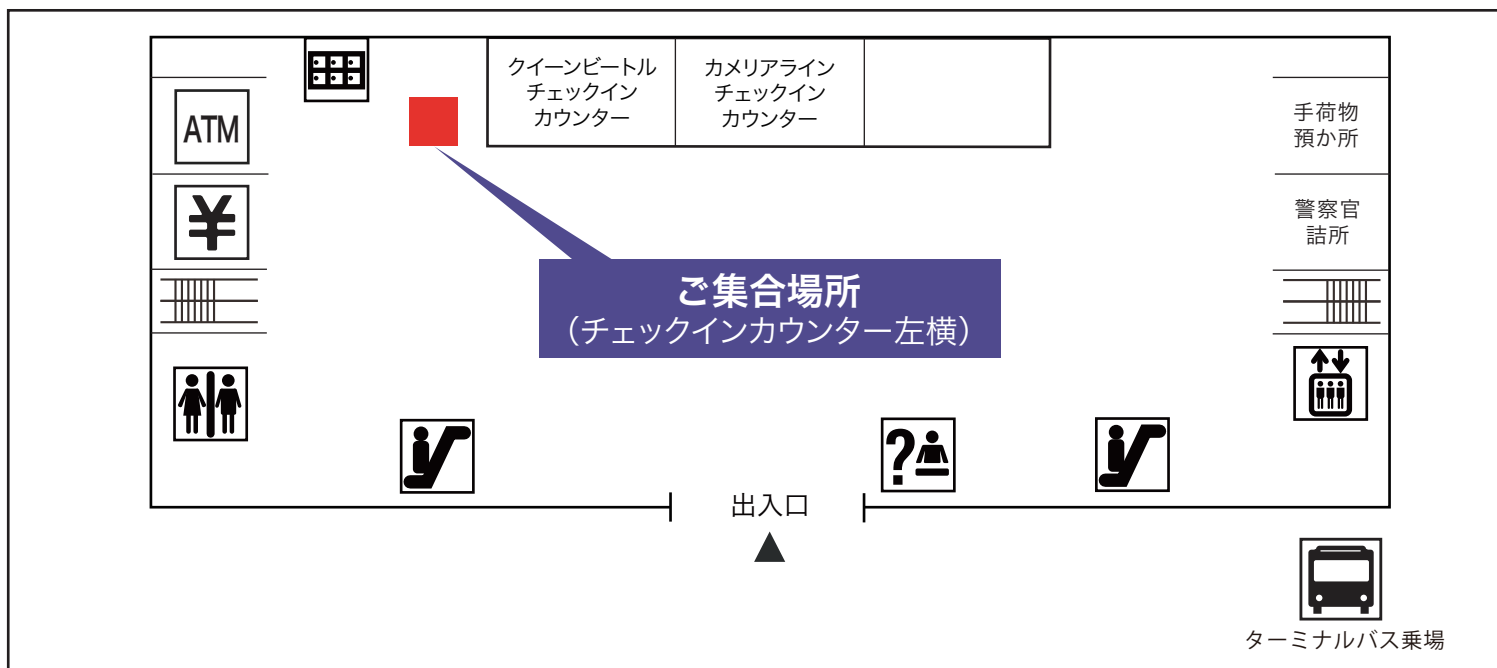 クイーンビートル
チェックイン
カウンター
カメリアライン
チェックイン
カウンター
ATM
¥
手荷物
預か所
警察官
詰所
ご集合場所
（チェックインカウンター左横）
?
出入口
ターミナルバス乗場